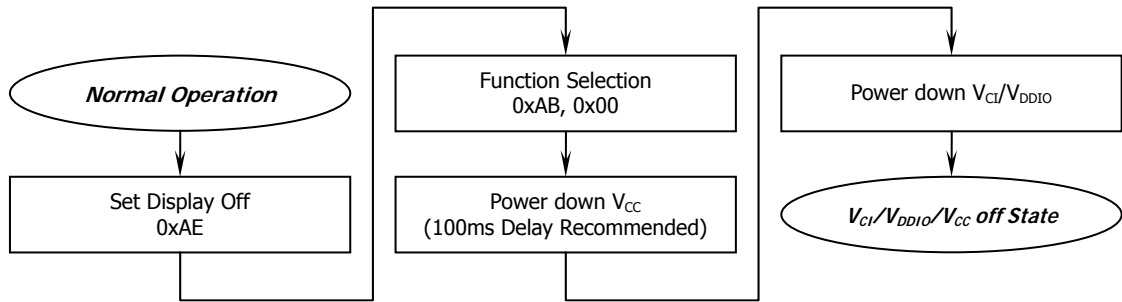 Normal Operation
Set Display Off
0xAE
Function Selection
0xAB, 0x00
Power down VCC
(100ms Delay Recommended)
Power down VCI/VDDIO
VCI/VDDIO/VCC off State